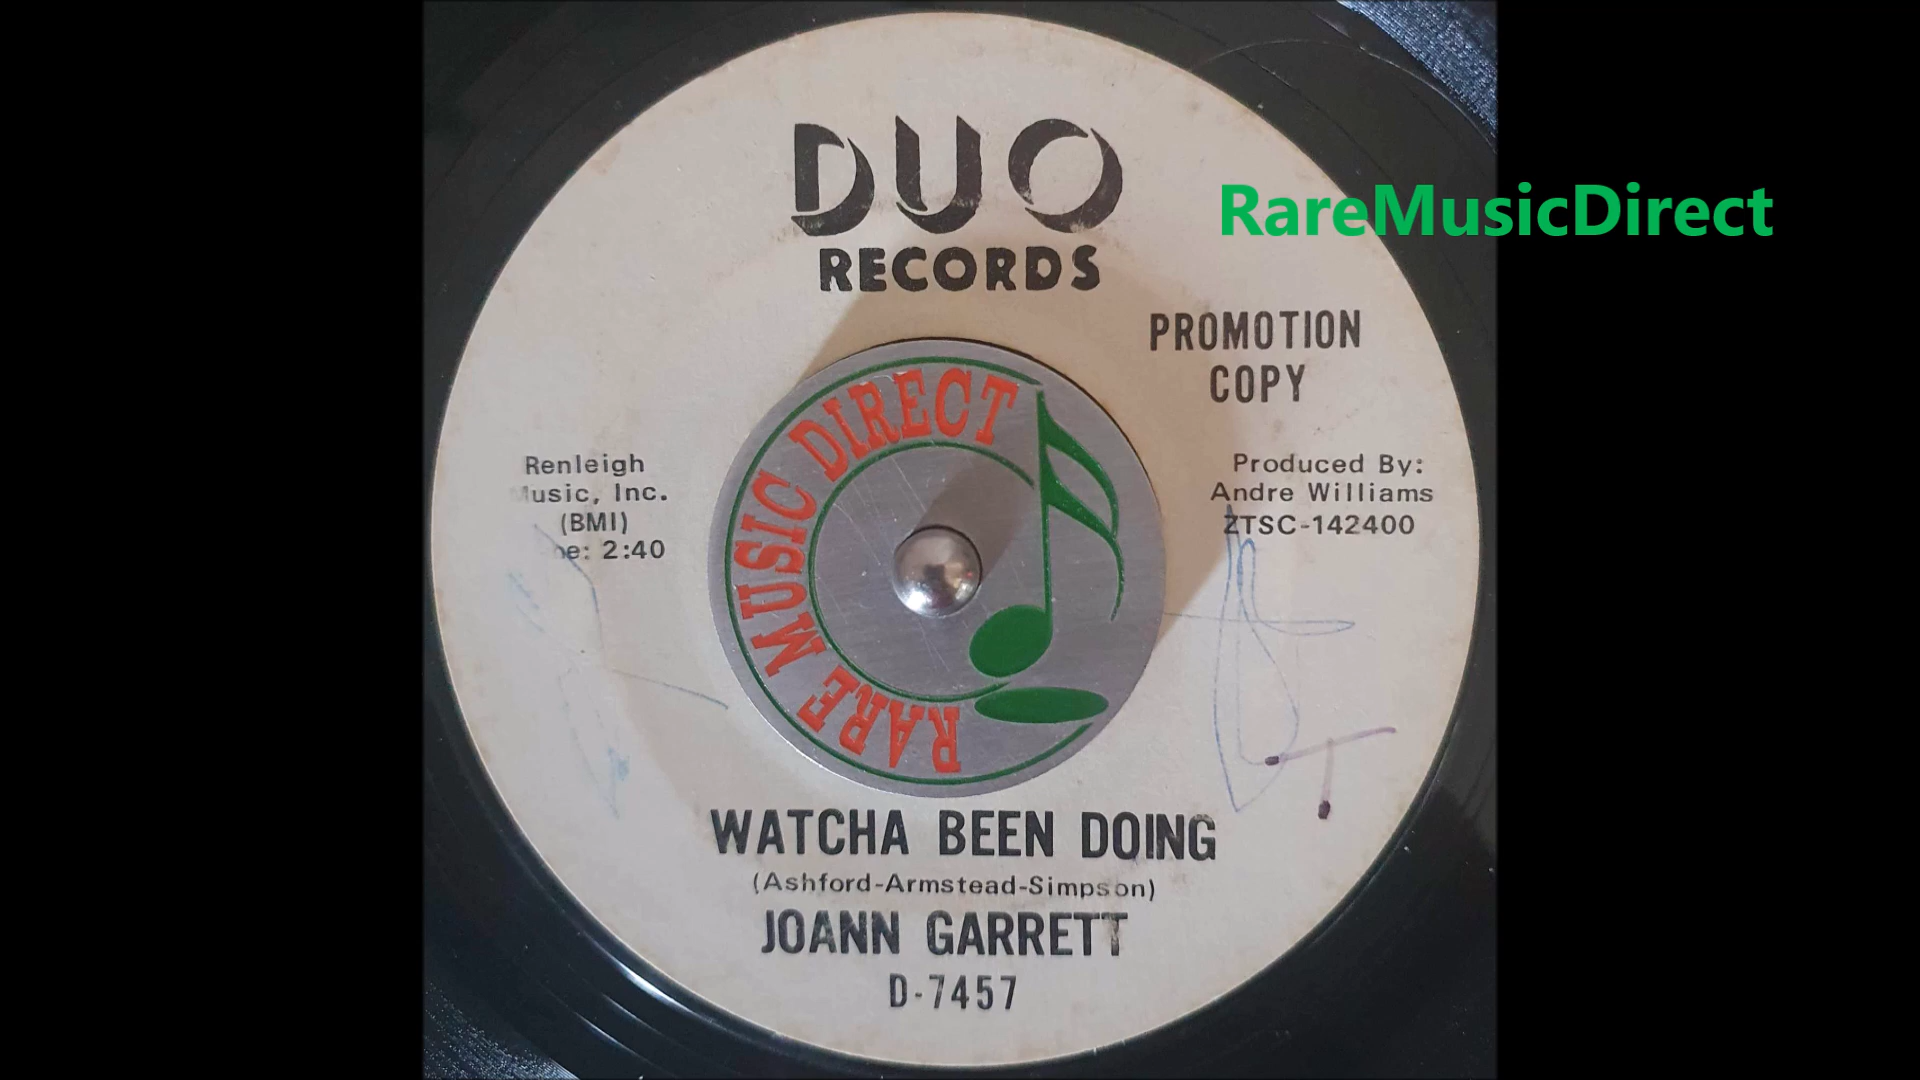 DUO
RECORDS
RareMusicDirect
PROMOTION
COPY
Renleigh
Music, Inc.
(BMI)
2:40
Produced By:
Andre Williams
ZTSC-142400
RARE MUSIC DIRECT
WATCHA BEEN DOING
(Ashford-Armstead-Simpson)
JOANN GARRETT
D-7457